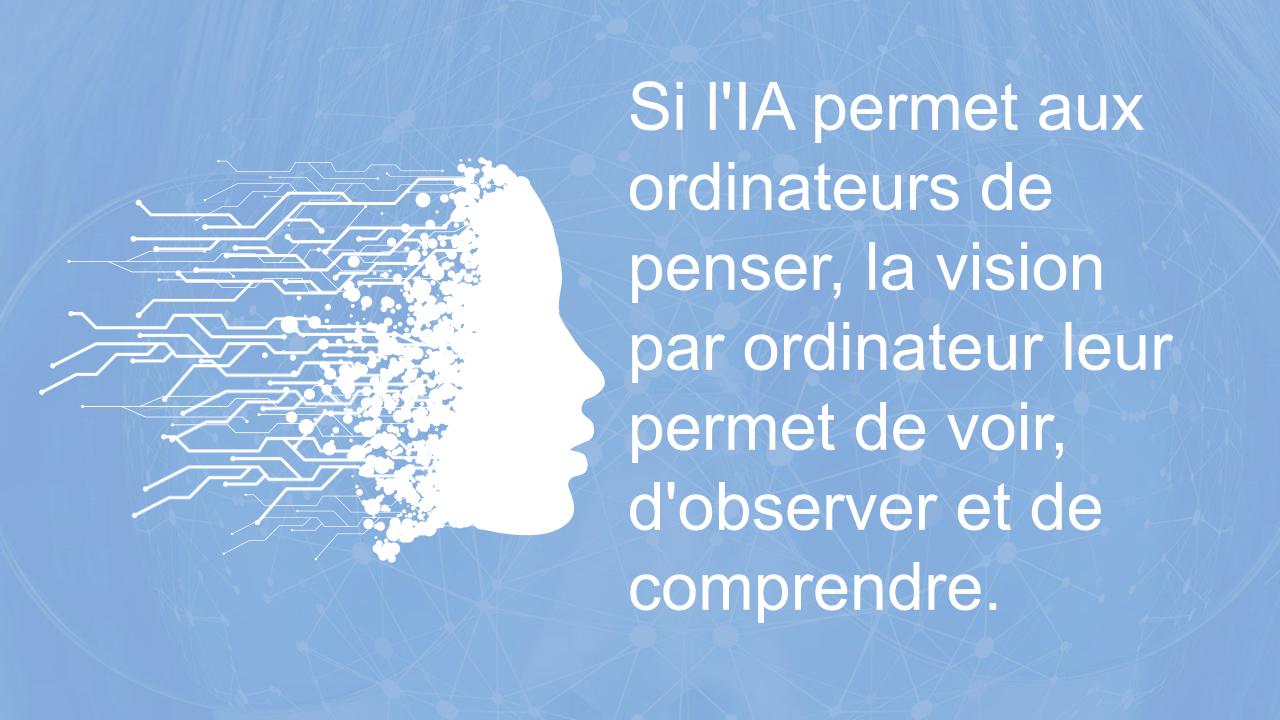 Si l'IA permet aux
ordinateurs de
penser, la vision
par ordinateur leur
permet de voir,
d'observer et de
comprendre.